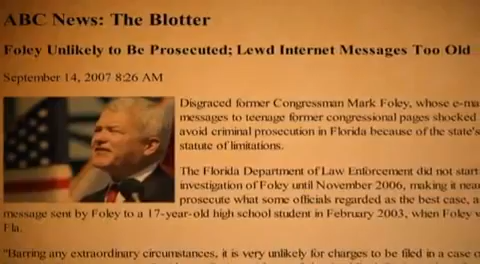 ABC News: The Blotter
Foley Unlikely to Be Prosecuted; Lewd Internet Messages Too Old
September 14, 2007 8:26 AM
Disgraced former Congressman Mark Foley, whose
messages to teenage former congressional pages shocked
avoid criminal prosecution in Florida because of the state's
statute of limitations.
The Florida Department of Law Enforcement did not start
investigation of Foley until November 2006, making it
prosecute what some officials regarded as the best case, a
message sent by Foley to a 17-year-old high school student in February 2003, when Foley
Fla.
"Barring any extraordinary circumstances, it is very unlikely for charges to be filed in a case